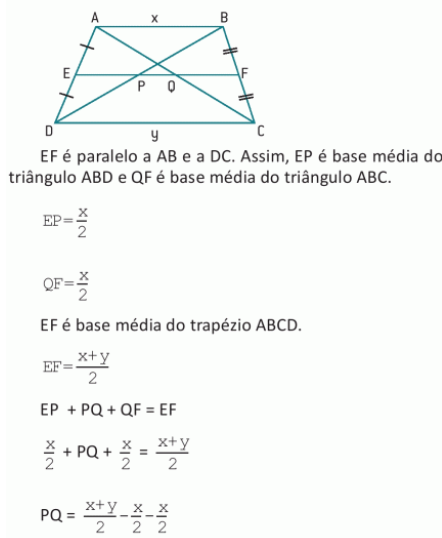 A x B
E F
P Q
D y C
EF é paralelo a AB e a DC. Assim, EP é base média do
triângulo ABD e QF é base média do triângulo ABC.
EP=x/2
QF=x/2
EF é base média do trapézio ABCD.
EF=x+y/2
EP + PQ + QF = EF
x/2 + PQ + x/2 = x+y/2
PQ = x+y/2 - x/2 - x/2